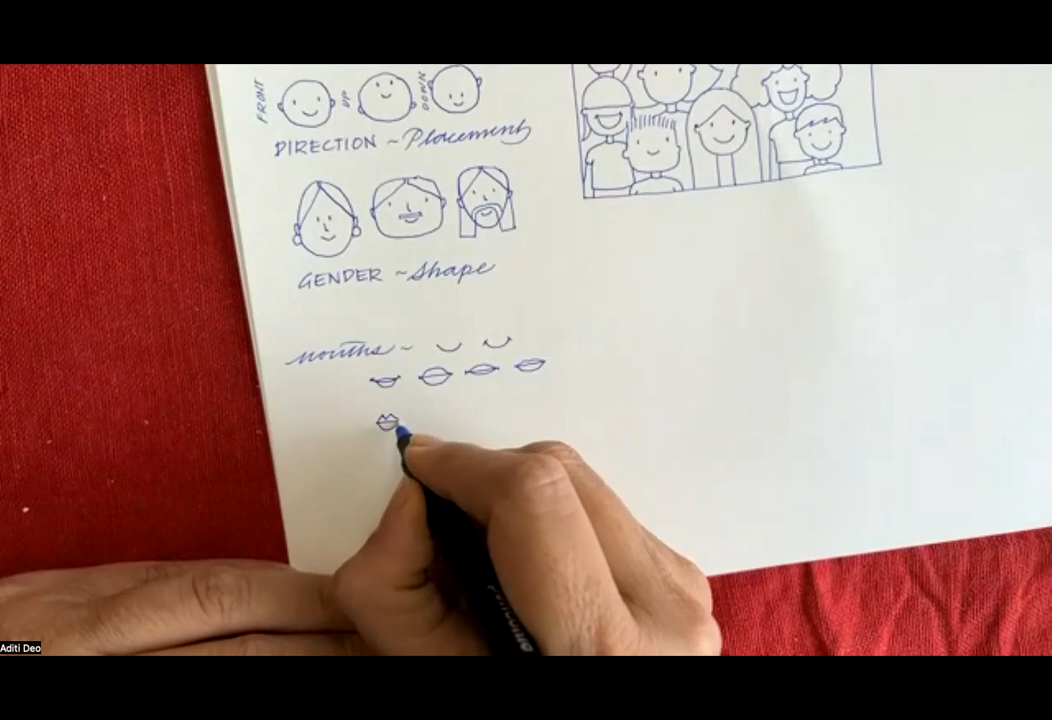 FRONT
UP
DOWN
DIRECTION ~ Placement
GENDER ~ Shape
mouths ~
Aditi Deo